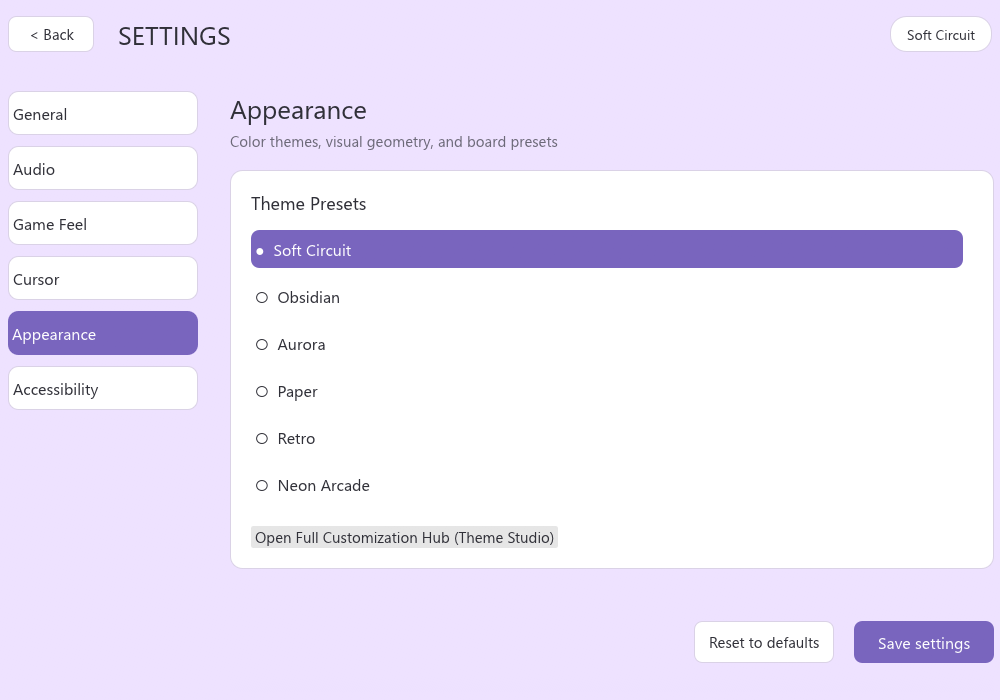 < Back
SETTINGS
Soft Circuit
General
Audio
Game Feel
Cursor
Appearance
Accessibility
Appearance
Color themes, visual geometry, and board presets
Theme Presets
Soft Circuit
Obsidian
Aurora
Paper
Retro
Neon Arcade
Open Full Customization Hub (Theme Studio)
Reset to defaults
Save settings